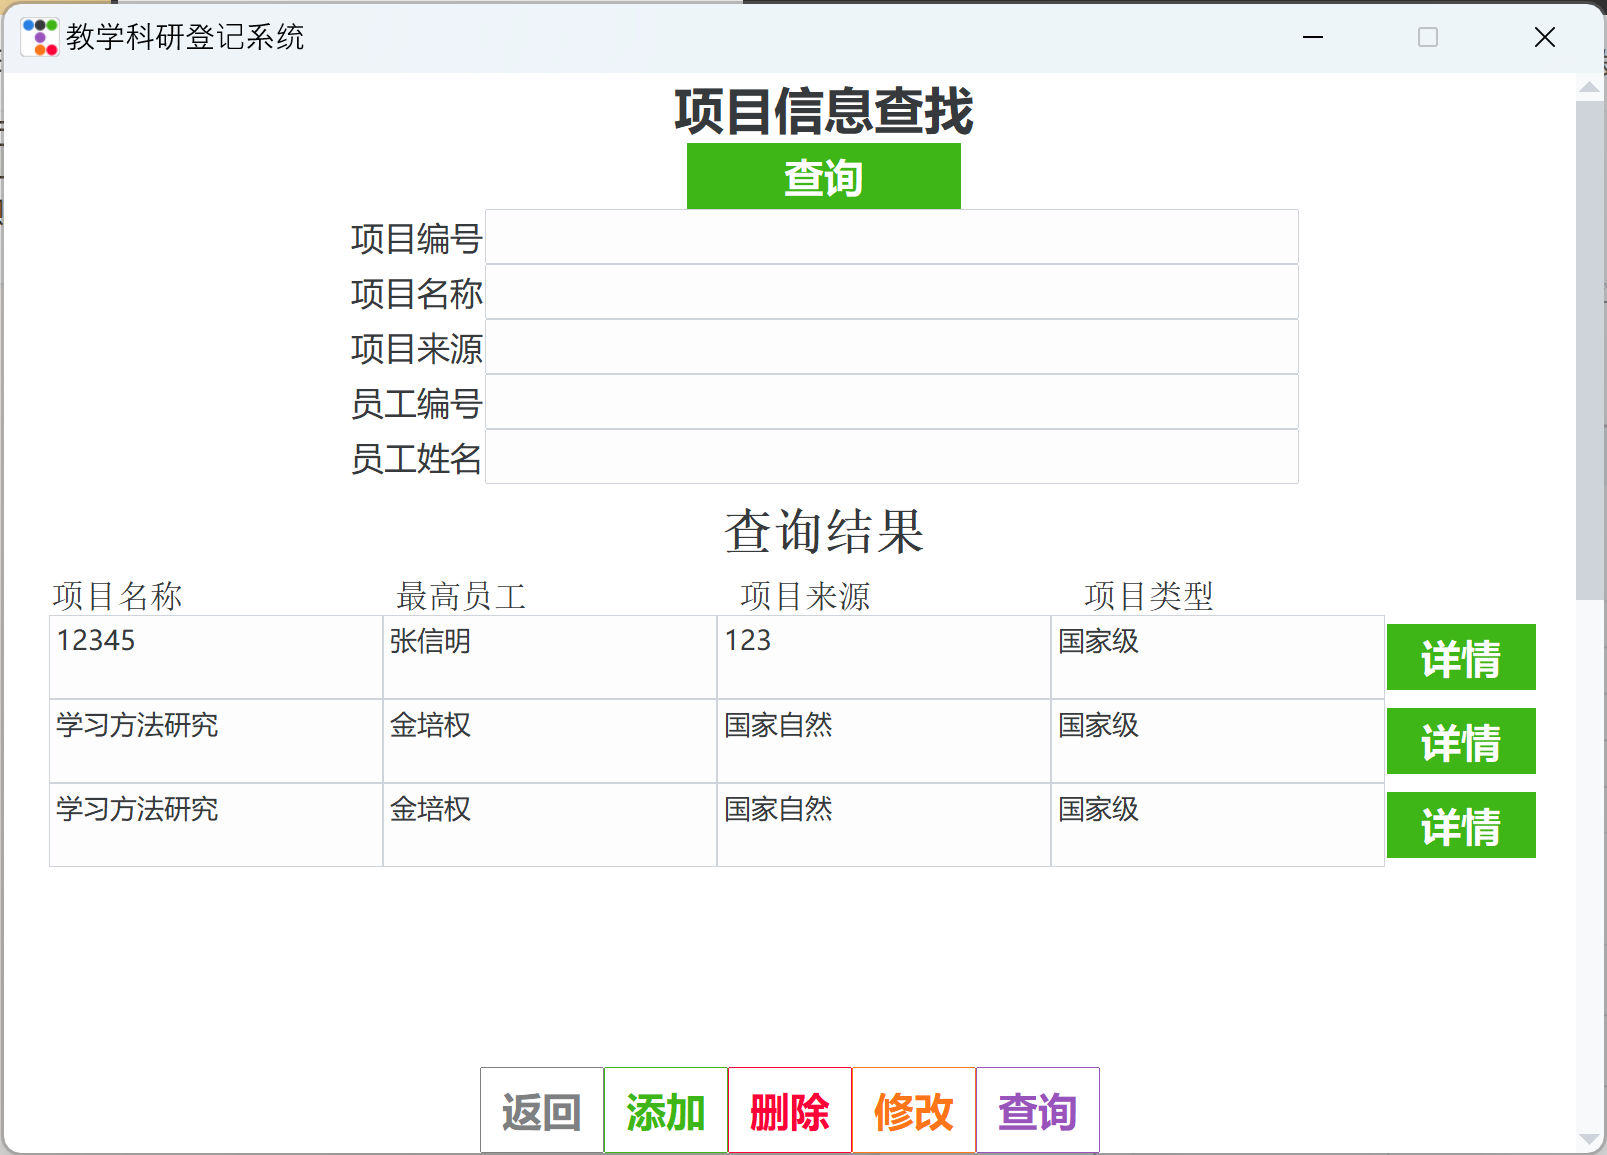 教学科研登记系统
项目信息查找
查询
项目编号
项目名称
项目来源
员工编号
员工姓名
查询结果
项目名称 最高员工 项目来源 项目类型
12345 张信明 123 国家级 详情
学习方法研究 金培权 国家自然 国家级 详情
学习方法研究 金培权 国家自然 国家级 详情
返回 添加 删除 修改 查询